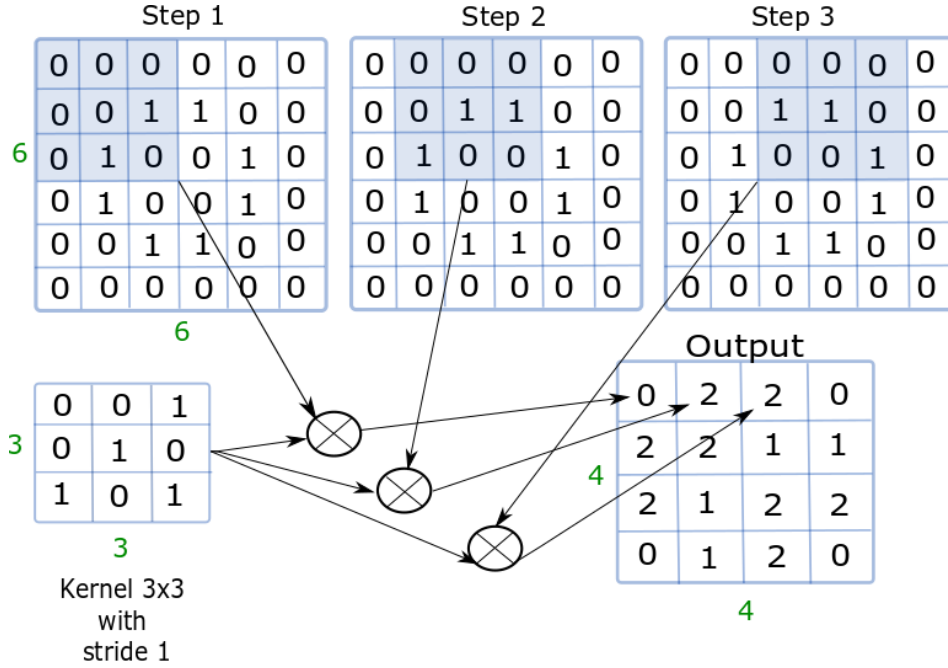 Step 1 Step 2 Step 3
0 0 0 0 0 0 0 0 0 0 0 0 0 0 0 0 0 0
0 0 1 1 0 0 0 0 1 1 0 0 0 0 1 1 0 0
6 0 1 0 0 1 0 0 1 0 0 1 0 0 1 0 0 1 0
0 1 0 0 1 0 0 1 0 0 1 0 0 1 0 0 1 0
0 0 1 1 0 0 0 0 1 1 0 0 0 0 1 1 0 0
0 0 0 0 0 0 0 0 0 0 0 0 0 0 0 0 0 0
6
Output
0 0 1
3 0 1 0
1 0 1
3
Kernel 3x3
with
stride 1
0 2 2 0
2 2 1 1
4
2 1 2 2
0 1 2 0
4